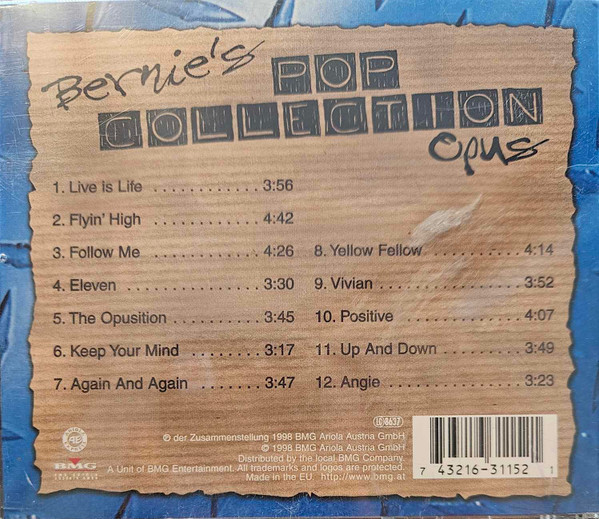 Bernie's POP
COLLECTION
Opus
1. Live is Life ............ 3:56
2. Flyin' High ............ 4:42
3. Follow Me ............ 4:26
4. Eleven ............ 3:30
5. The Opusition ............ 3:45
6. Keep Your Mind ............ 3:17
7. Again And Again ....... 3:47
8. Yellow Fellow ............ 4:14
9. Vivian ............ 3:52
10. Positive ............ 4:07
11. Up And Down ......... 3:49
12. Angie ............ 3:23
℗ der Zusammenstellung 1998 BMG Ariola Austria GmbH
© 1998 BMG Ariola Austria GmbH
Distributed by the local BMG Company.
A Unit of BMG Entertainment. All trademarks and logos are protected.
Made in the EU. http://www.bmg.at
BMG
LC 8637
7 43216-31152 1